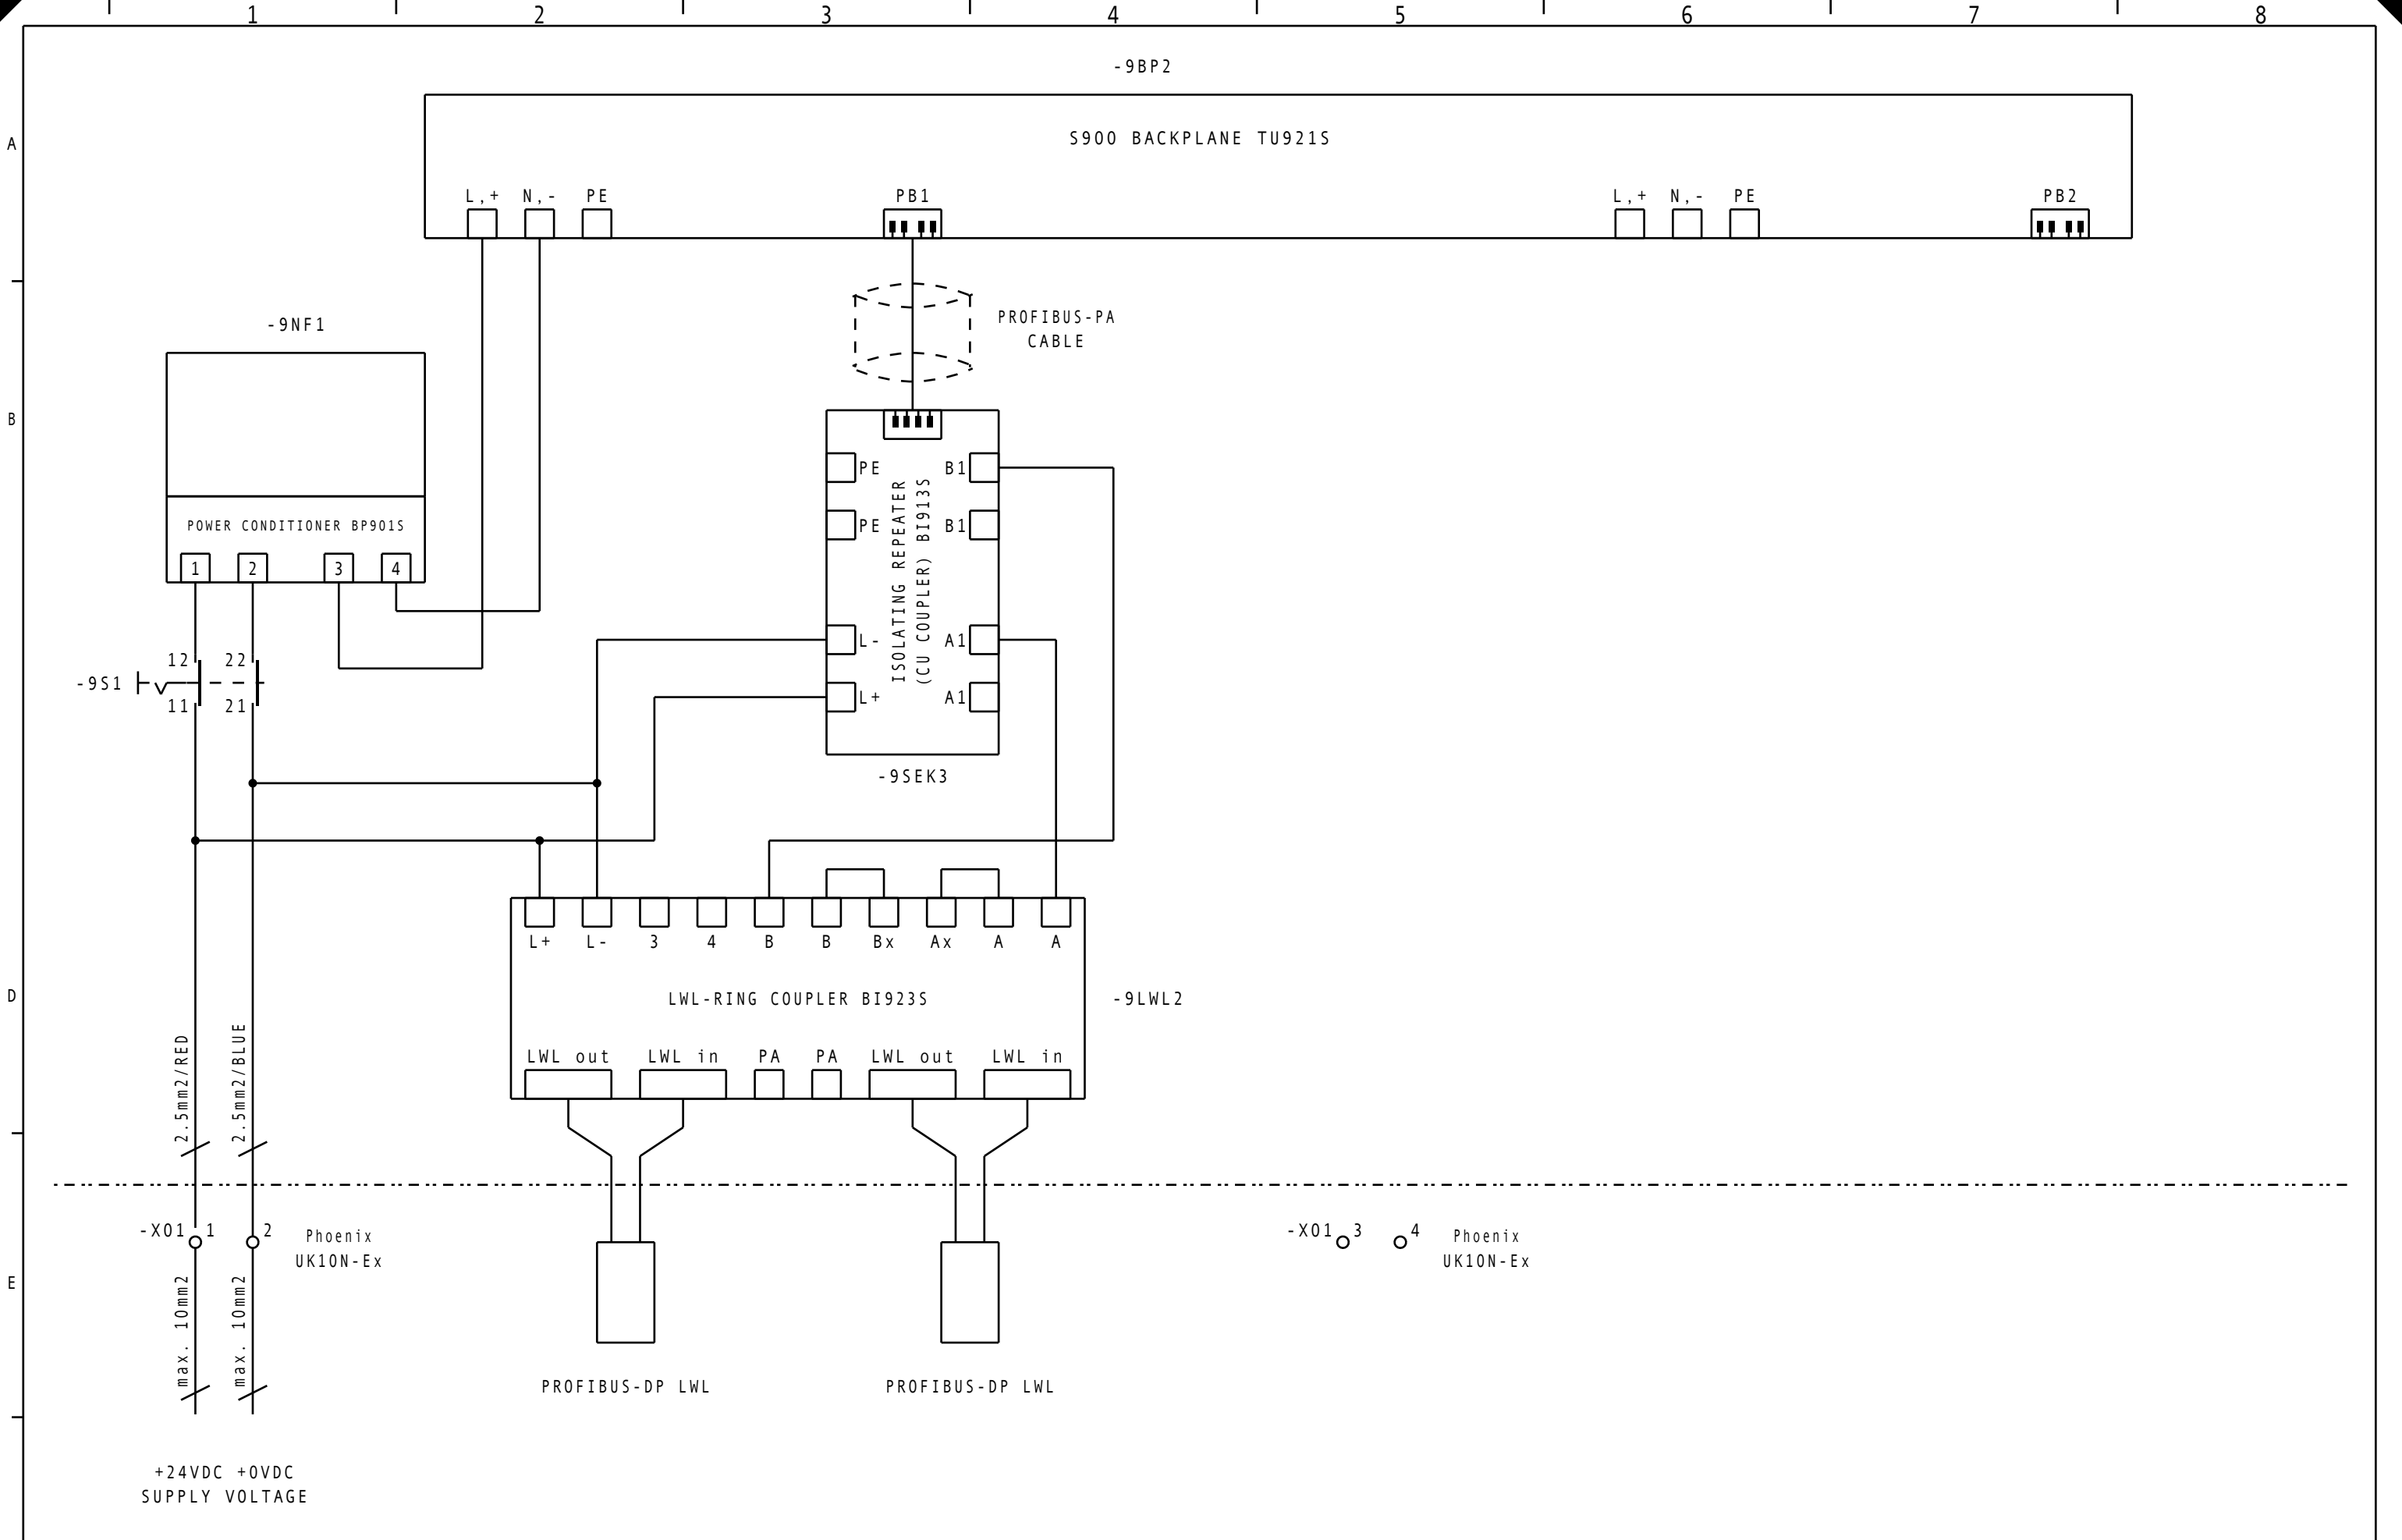 1 2 3 4 5 6 7 8
-9BP2
A
S900 BACKPLANE TU921S
L,+ N,- PE PB1 L,+ N,- PE PB2
-9NF1
PROFIBUS-PA
CABLE
B
POWER CONDITIONER BP901S
1 2 3 4
PE B1
PE B1
ISOLATING REPEATER
(CU COUPLER) BI913S
L- A1
L+ A1
12 22
-9S1
11 21
-9SEK3
L+ L- 3 4 B B Bx Ax A A
D
LWL-RING COUPLER BI923S
-9LWL2
2.5mm2/RED
2.5mm2/BLUE
LWL out LWL in PA PA LWL out LWL in
-X01 1 2
Phoenix
UK10N-Ex
-X01 3 4
Phoenix
UK10N-Ex
E
max. 10mm2
max. 10mm2
PROFIBUS-DP LWL
PROFIBUS-DP LWL
+24VDC +0VDC
SUPPLY VOLTAGE